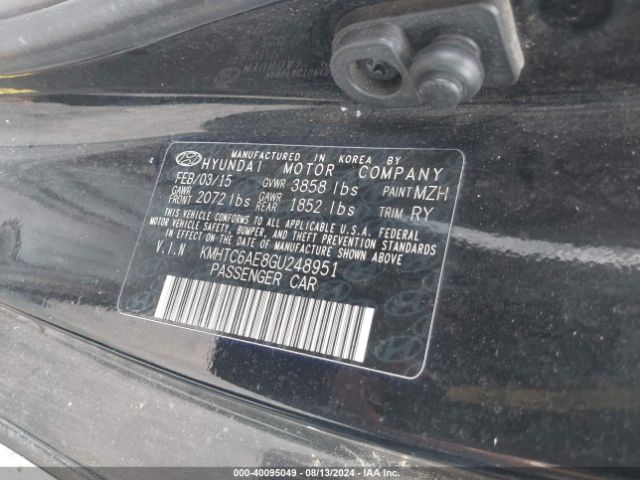 MANUFACTURED IN KOREA BY
HYUNDAI MOTOR COMPANY
FEB/03/15 GVWR 3858 lbs PAINT MZH
GAWR FRONT 2072 lbs GAWR REAR 1852 lbs TRIM RY
THIS VEHICLE CONFORMS TO ALL APPLICABLE U.S.A. FEDERAL
MOTOR VEHICLE SAFETY, BUMPER, AND THEFT PREVENTION STANDARDS
IN EFFECT ON THE DATE OF MANUFACTURE SHOWN ABOVE
V.I.N KMHTC6AE8GU248951
PASSENGER CAR
000-40095049 - 08/13/2024 - IAAI.COM